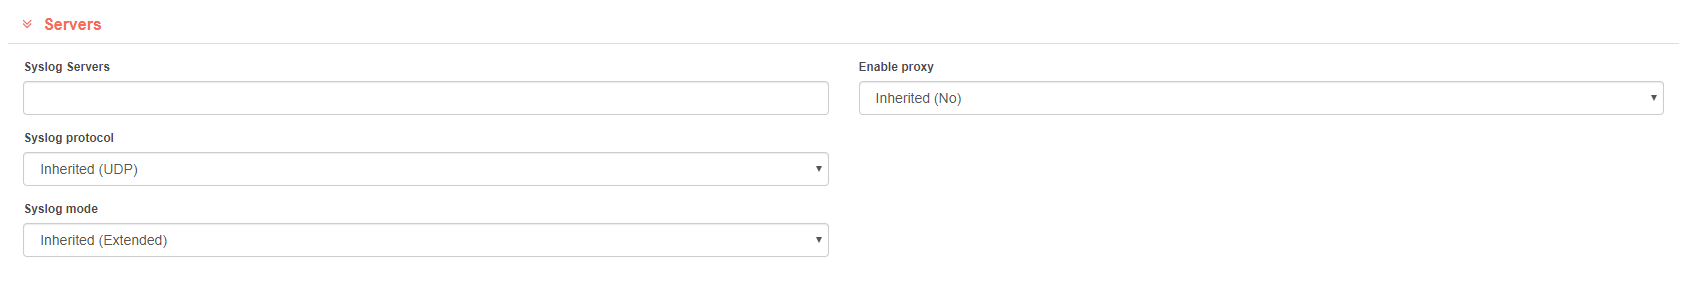 Servers
Syslog Servers
Enable proxy
Inherited (No)
Syslog protocol
Inherited (UDP)
Syslog mode
Inherited (Extended)